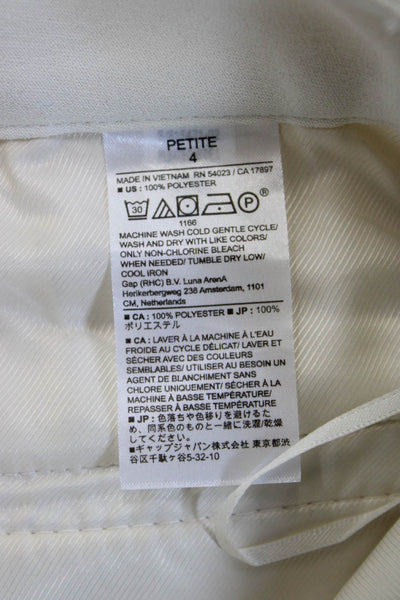 PETITE
4
MADE IN VIETNAM RN 54023 / CA 17897
■ US : 100% POLYESTER
30 P ®
1166
MACHINE WASH COLD GENTLE CYCLE/
WASH AND DRY WITH LIKE COLORS/
ONLY NON-CHLORINE BLEACH
WHEN NEEDED/ TUMBLE DRY LOW/
COOL IRON
Gap (RHC) B.V. Luna ArenA
Herikerbergweg 238 Amsterdam, 1101
CM, Netherlands
■ CA : 100% POLYESTER ■ JP : 100%
ポリエステル
■ CA : LAVER À LA MACHINE À L'EAU
FROIDE AU CYCLE DÉLICAT/ LAVER ET
SÉCHER AVEC DES COULEURS
SEMBLABLES/ UTILISER AU BESOIN UN
AGENT DE BLANCHIMENT SANS
CHLORE UNIQUEMENT/ SÉCHER À LA
MACHINE À BASSE TEMPÉRATURE/
REPASSER À BASSE TEMPÉRATURE
■ JP : 色落ちや色移りを避けるた
め、同系色のものと一緒に洗濯/乾燥
してください。
■ギャップジャパン株式会社 東京都渋
谷区千駄ヶ谷5-32-10